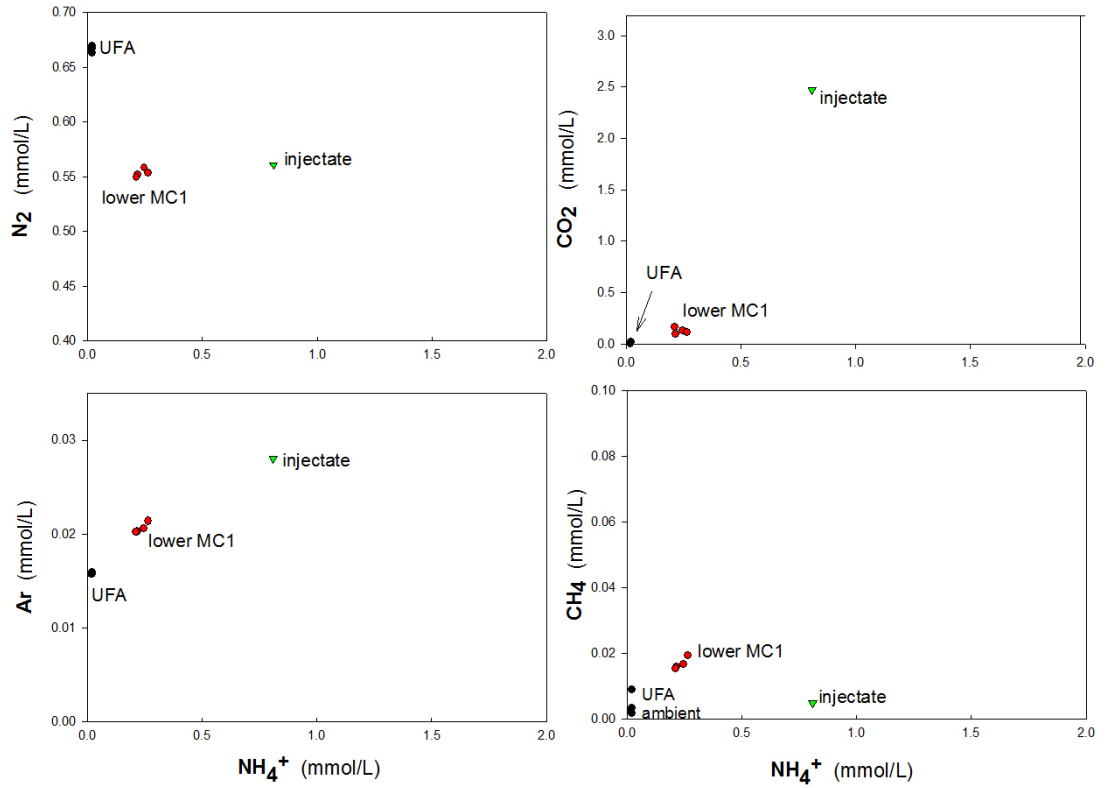 0.70
0.65
0.60
0.55
0.50
0.45
0.40
N2 (mmol/L)
UFA
lower MC1
injectate
0.0
0.5
1.0
1.5
2.0
3.0
2.5
2.0
1.5
1.0
0.5
0.0
CO2 (mmol/L)
injectate
UFA
lower MC1
0.0
0.5
1.0
1.5
2.0
0.03
0.02
0.01
0.00
Ar (mmol/L)
injectate
lower MC1
UFA
0.0
0.5
1.0
1.5
2.0
NH4+ (mmol/L)
0.10
0.08
0.06
0.04
0.02
0.00
CH4 (mmol/L)
lower MC1
UFA
ambient
injectate
0.0
0.5
1.0
1.5
2.0
NH4+ (mmol/L)